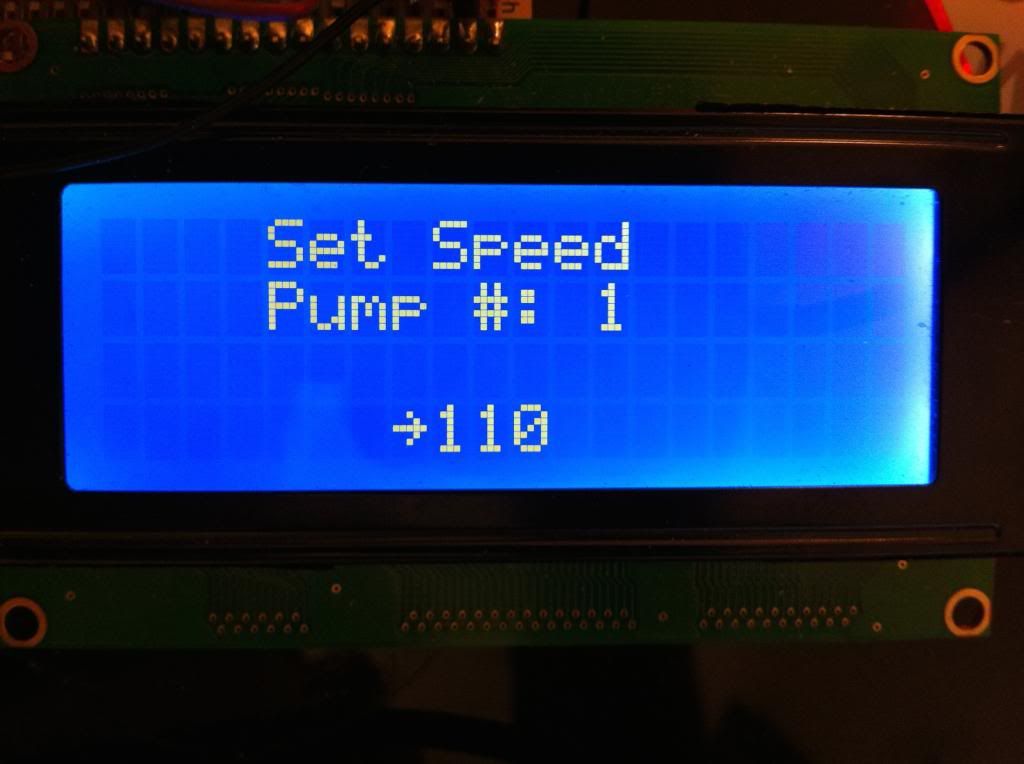 Set Speed
Pump #: 1
→110